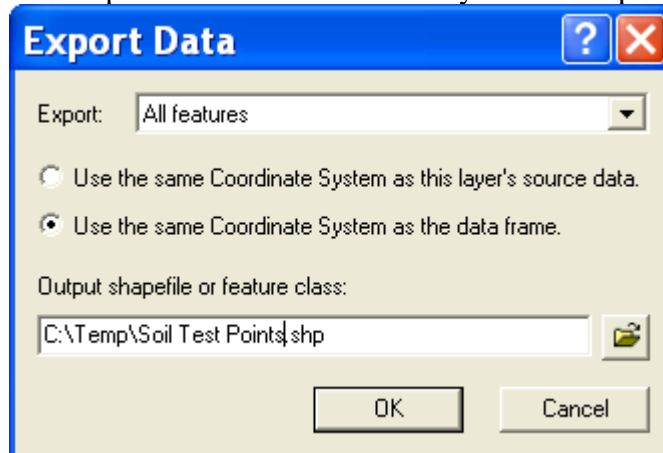 Export Data
Export: All features
Use the same Coordinate System as this layer's source data.
Use the same Coordinate System as the data frame.
Output shapefile or feature class:
C:\Temp\Soil Test Points.shp
OK Cancel